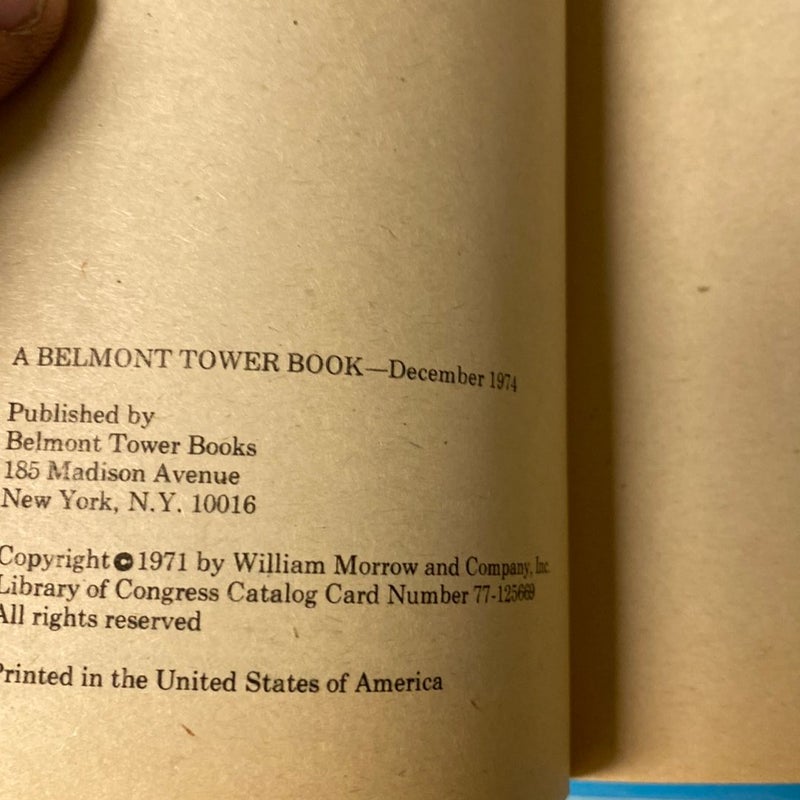 A BELMONT TOWER BOOK—December 1974
Published by
Belmont Tower Books
185 Madison Avenue
New York, N.Y. 10016
Copyright © 1971 by William Morrow and Company, Inc.
Library of Congress Catalog Card Number 77-125669
All rights reserved
Printed in the United States of America